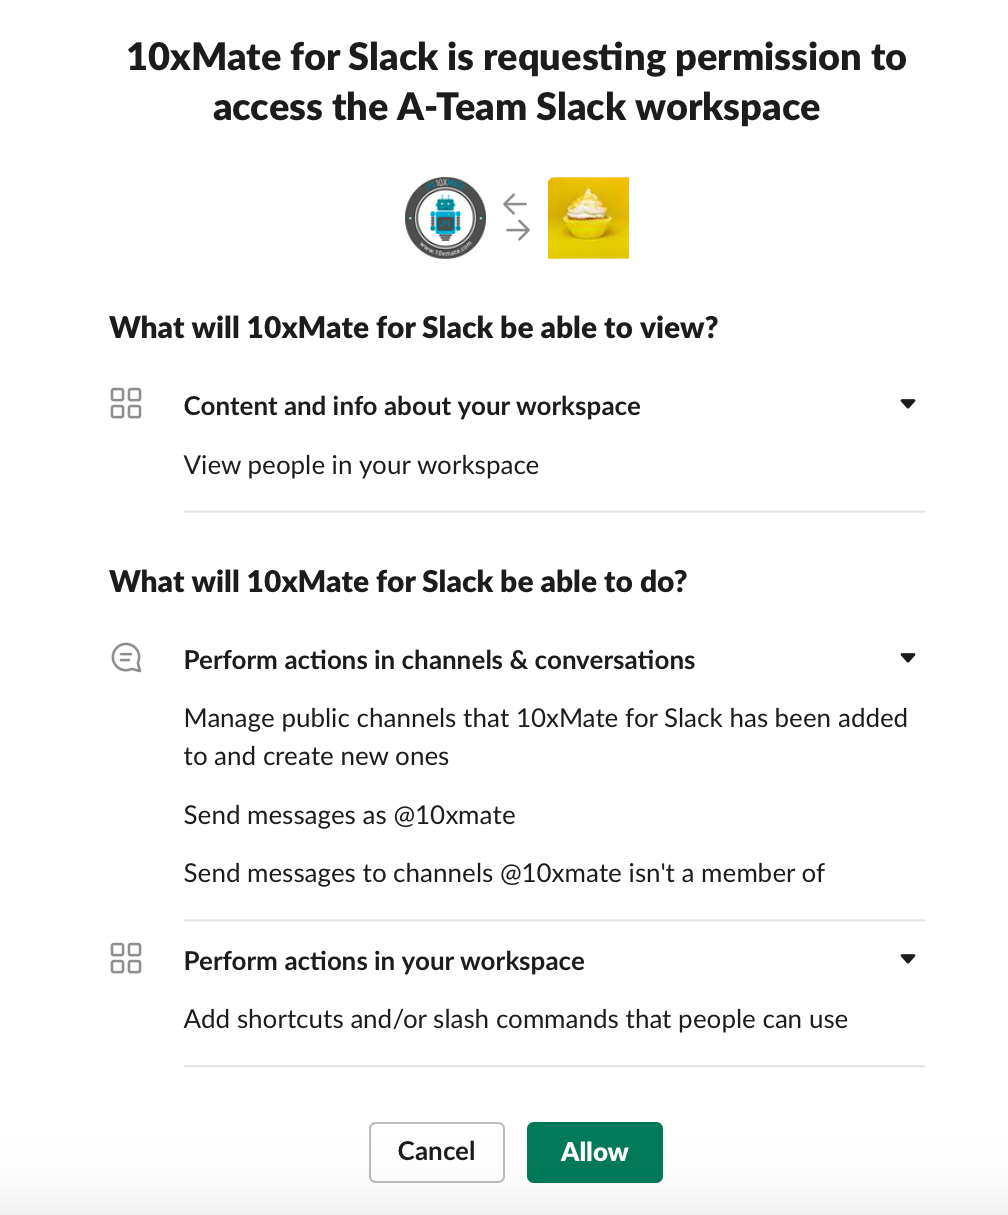 10xMate for Slack is requesting permission to
access the A-Team Slack workspace
10X
www.10xmate.com
What will 10xMate for Slack be able to view?
Content and info about your workspace
View people in your workspace
What will 10xMate for Slack be able to do?
Perform actions in channels & conversations
Manage public channels that 10xMate for Slack has been added
to and create new ones
Send messages as @10xmate
Send messages to channels @10xmate isn't a member of
Perform actions in your workspace
Add shortcuts and/or slash commands that people can use
Cancel
Allow